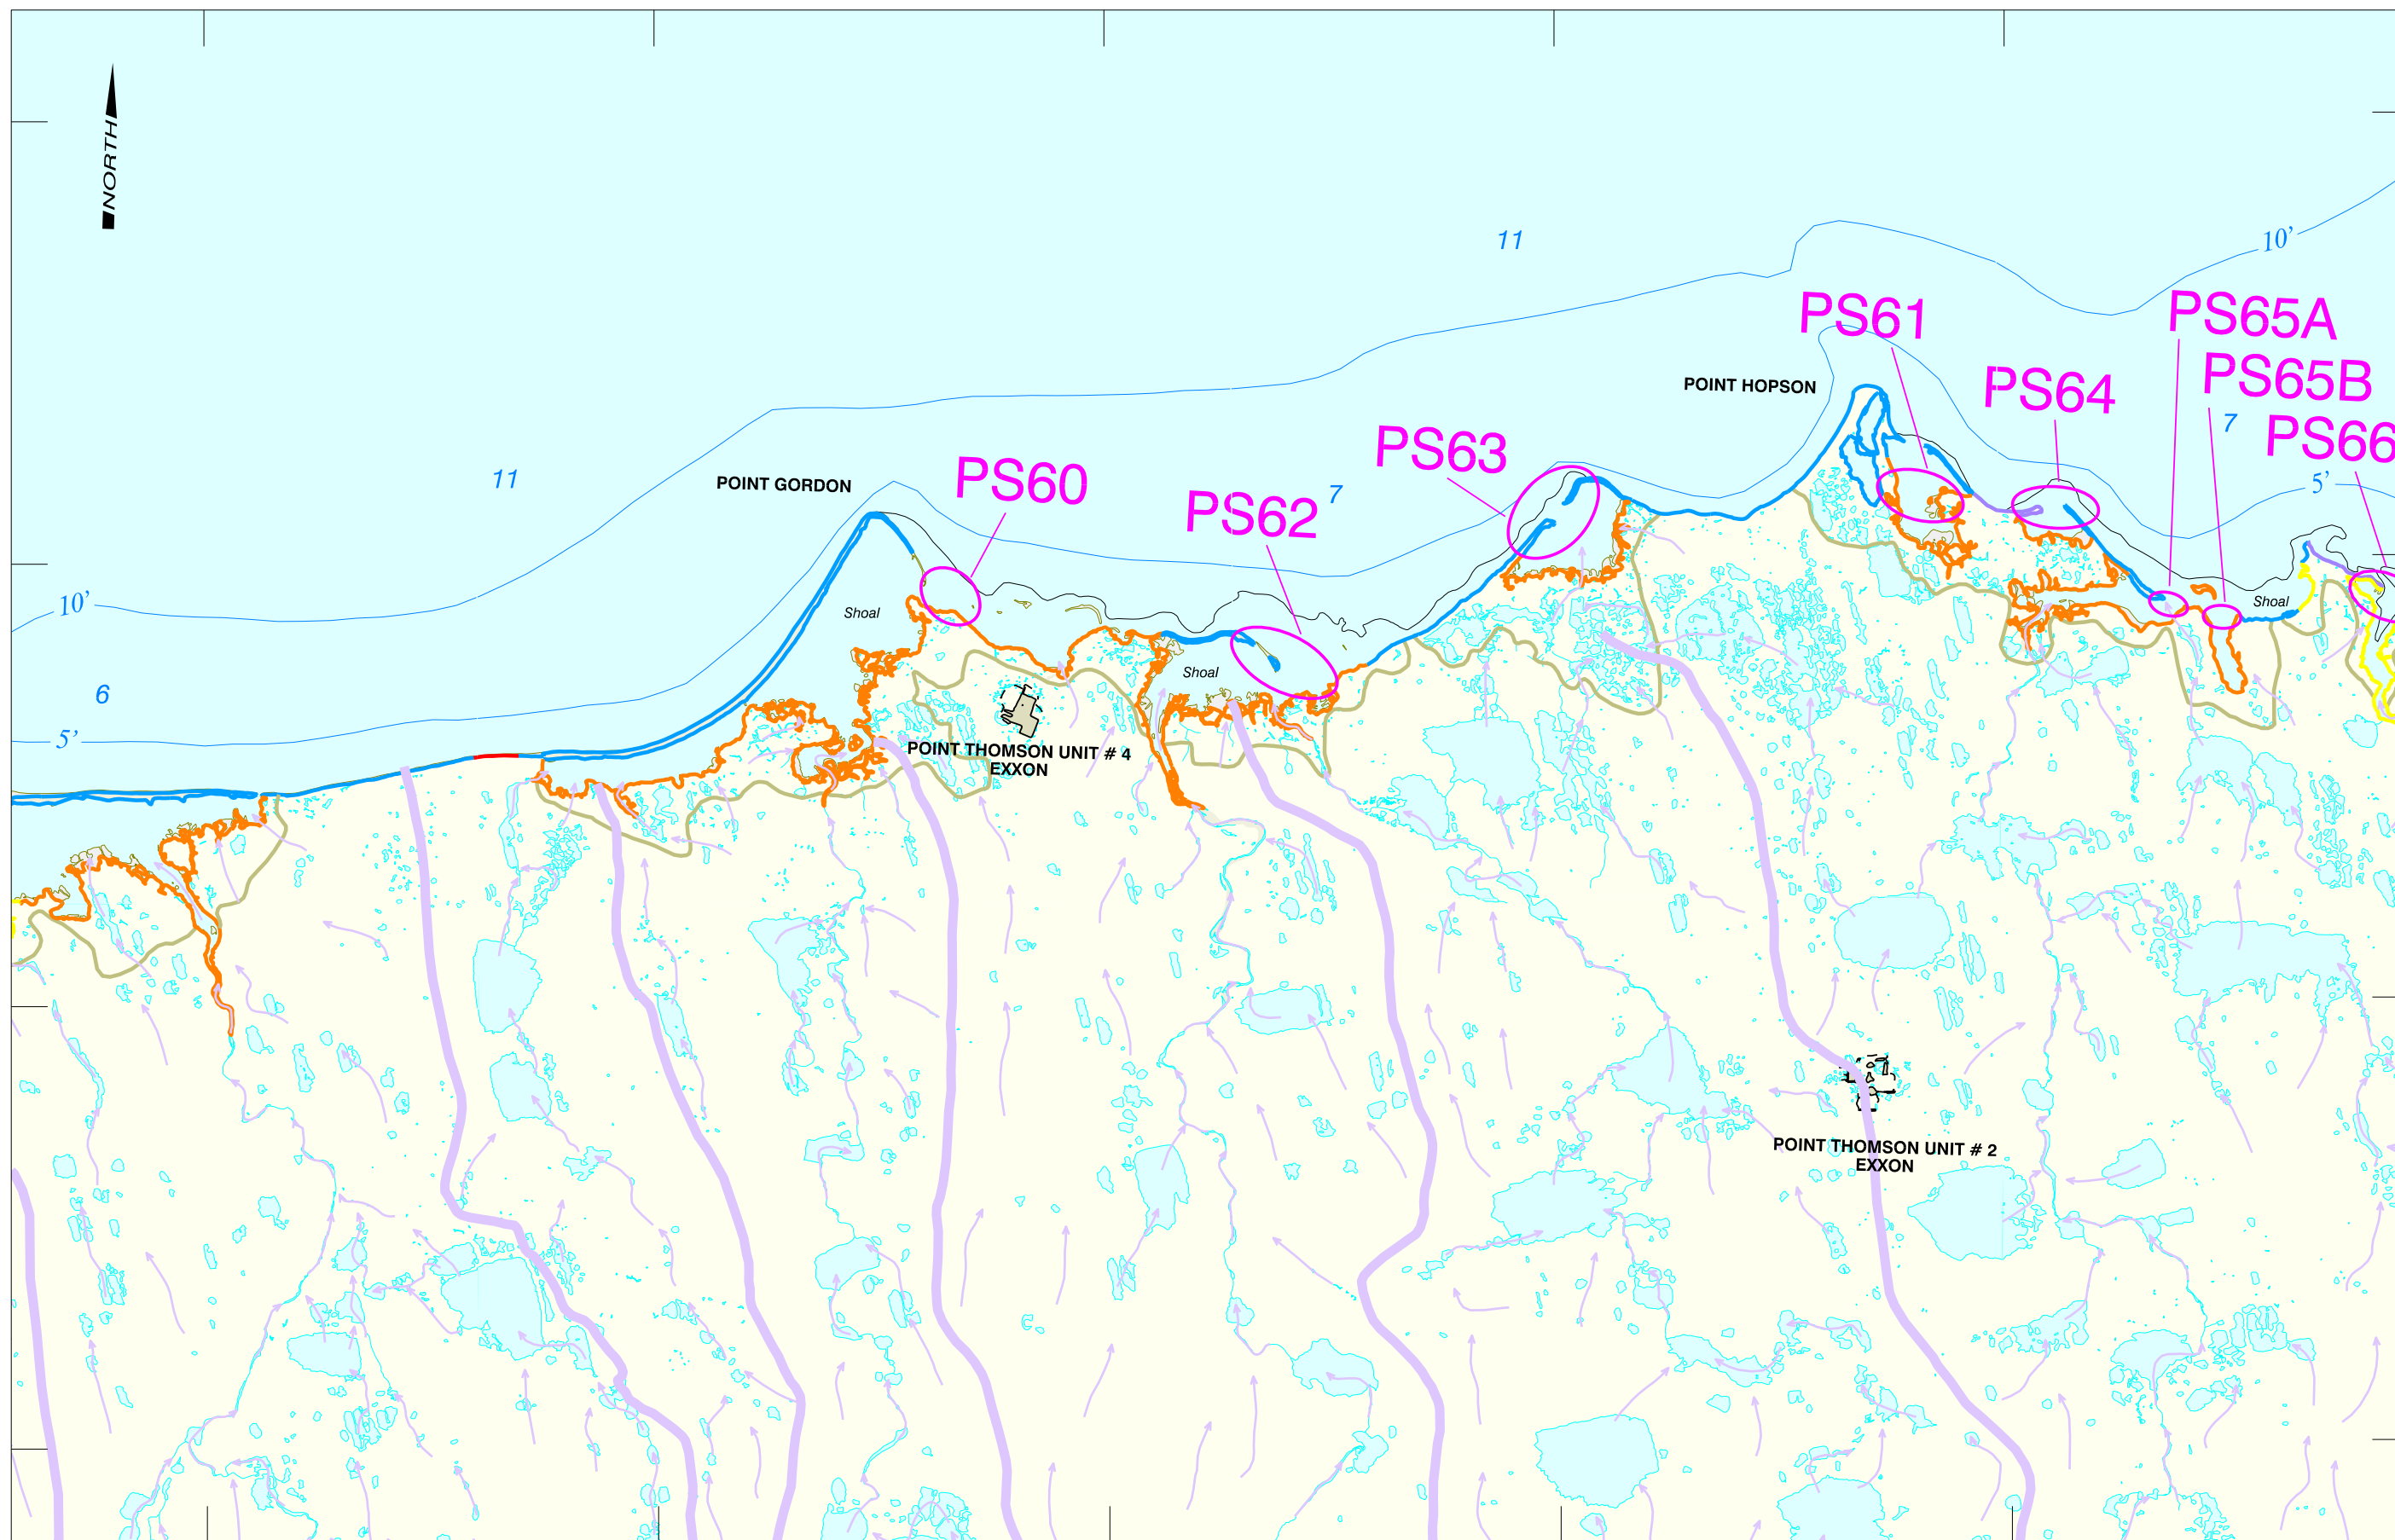 NORTH
11
10’
PS61
PS65A
PS65B
POINT HOPSON
PS64
7
PS66
PS63
5’
PS60
POINT GORDON
11
7
PS62
10’
Shoal
Shoal
Shoal
6
5’
POINT THOMSON UNIT # 4
EXXON
POINT THOMSON UNIT # 2
EXXON